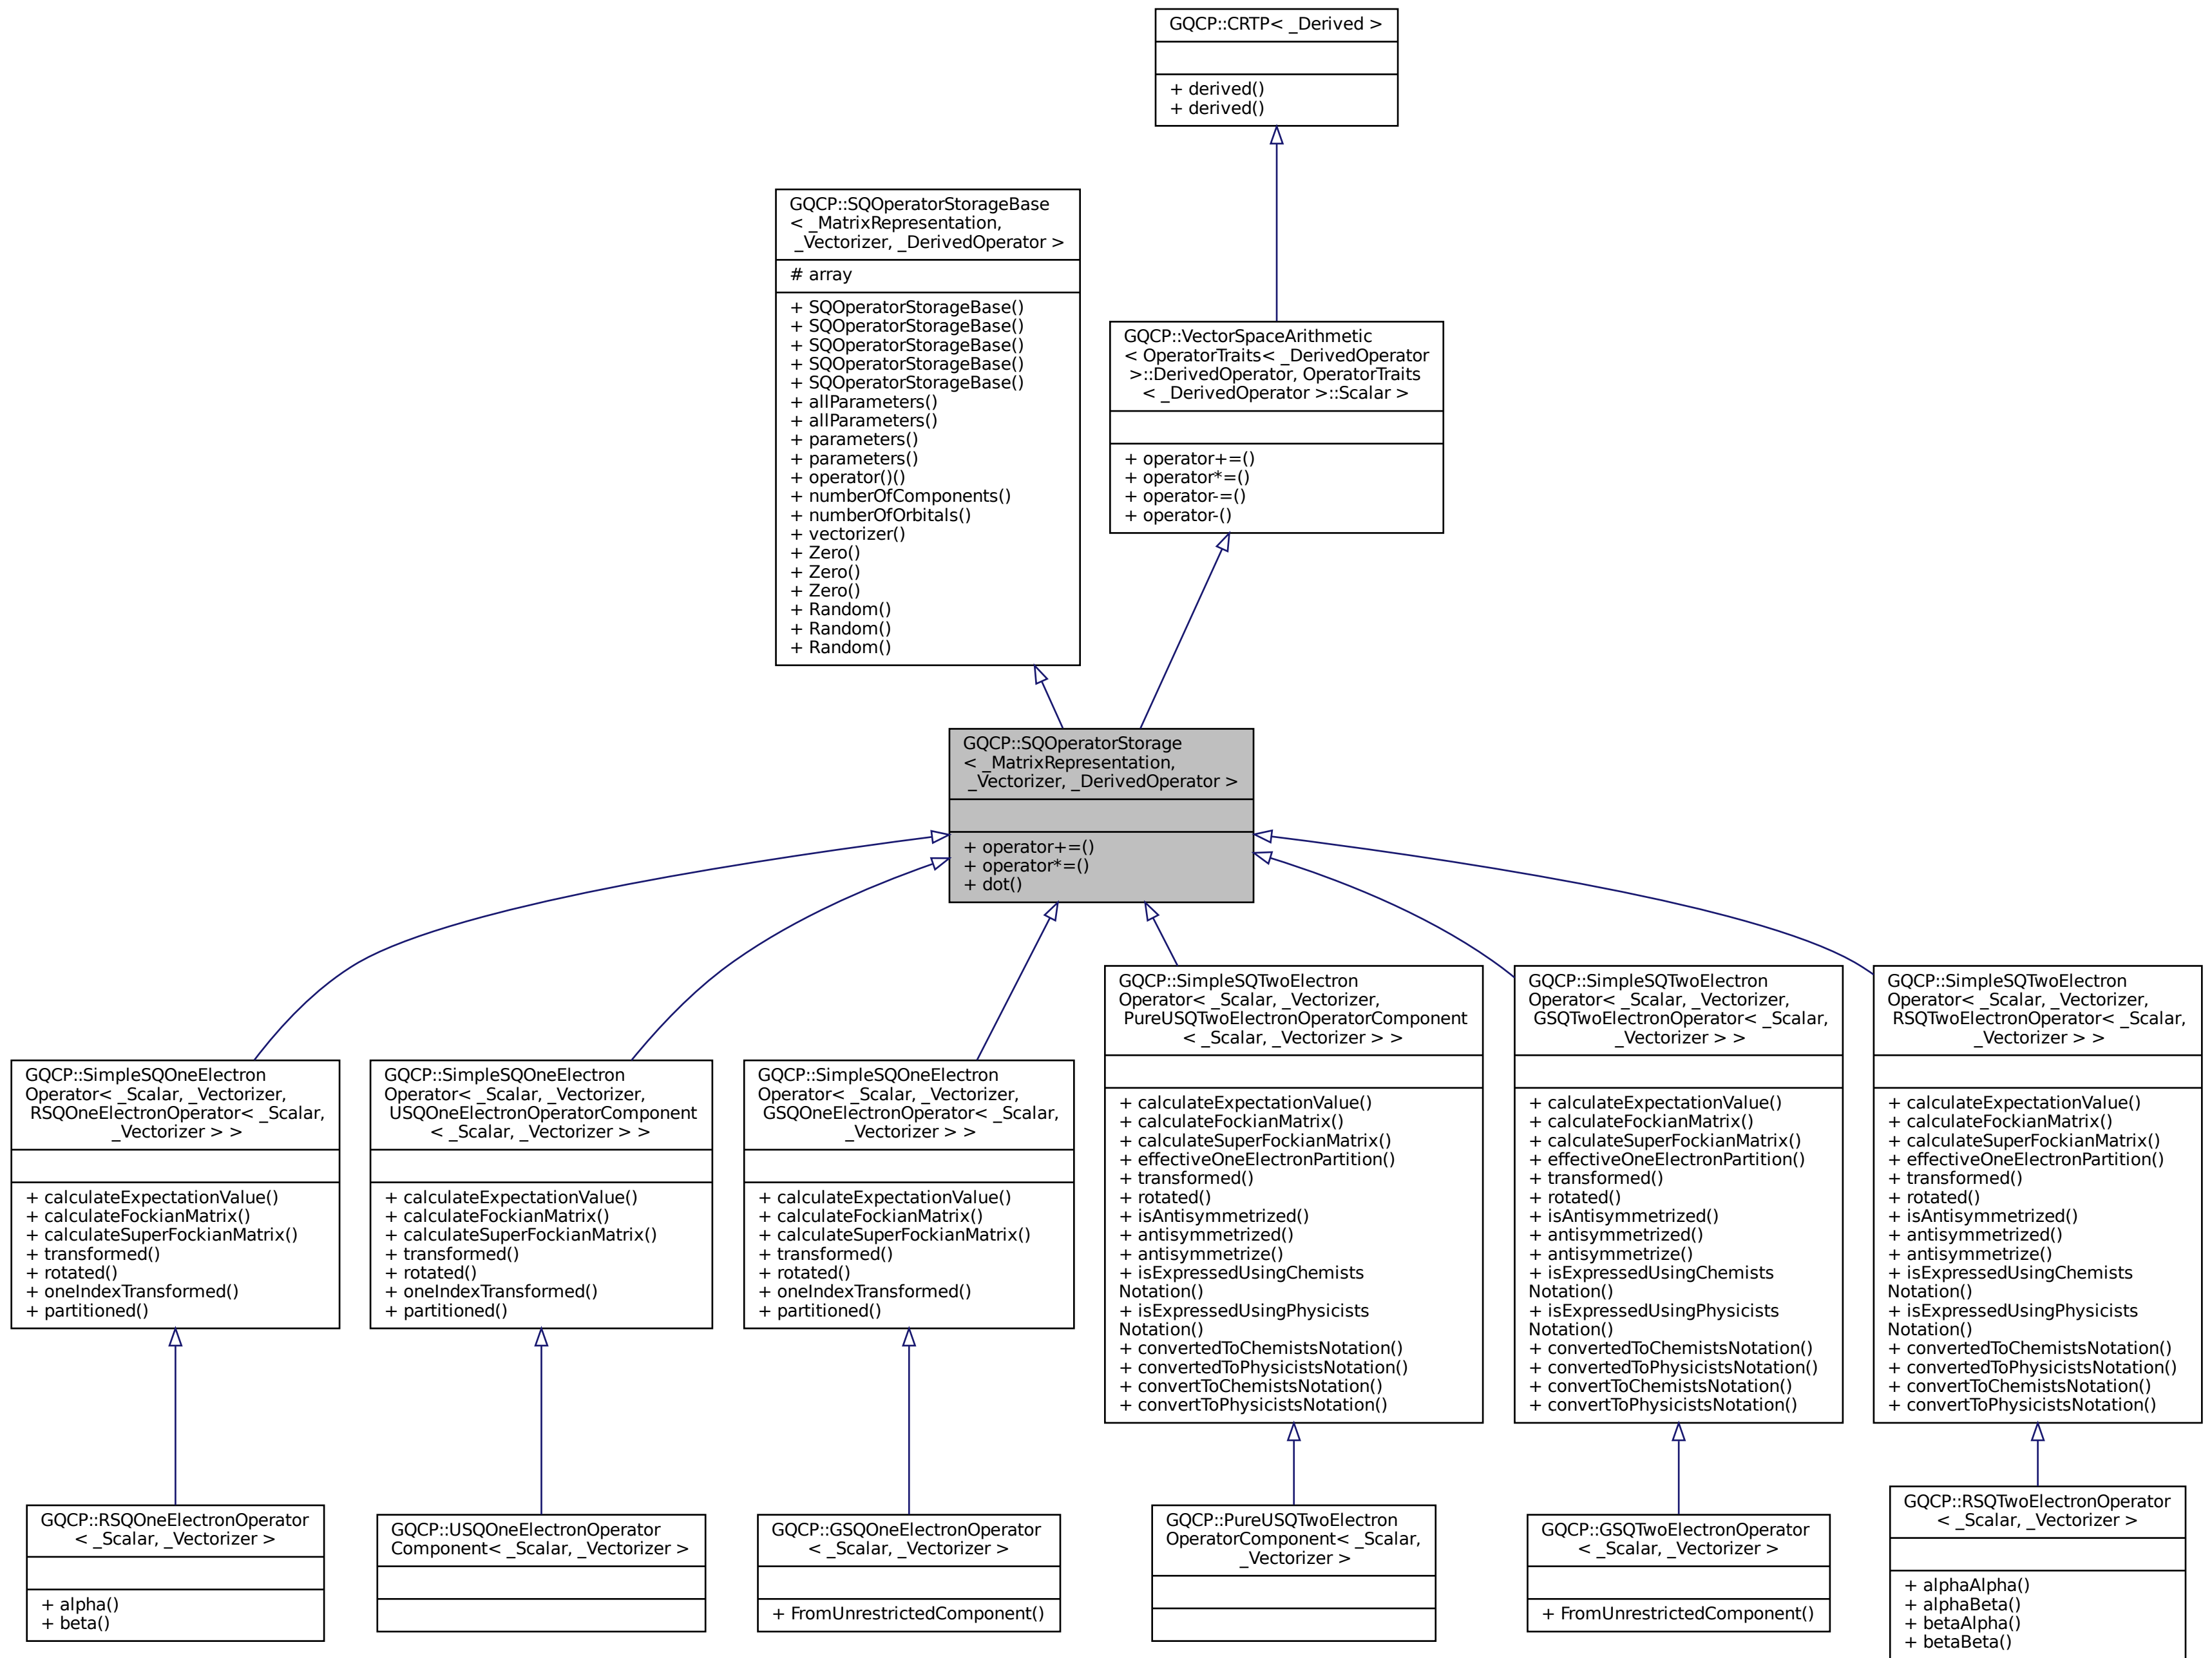 GQCP::CRTP< _Derived >
+ derived()
+ derived()
GQCP::SQOperatorStorageBase
< _MatrixRepresentation,
_Vectorizer, _DerivedOperator >
# array
+ SQOperatorStorageBase()
+ SQOperatorStorageBase()
+ SQOperatorStorageBase()
+ SQOperatorStorageBase()
+ SQOperatorStorageBase()
+ allParameters()
+ allParameters()
+ parameters()
+ parameters()
+ operator()()
+ numberOfComponents()
+ numberOfOrbitals()
+ vectorizer()
+ Zero()
+ Zero()
+ Zero()
+ Random()
+ Random()
+ Random()
GQCP::VectorSpaceArithmetic
< OperatorTraits< _DerivedOperator
>::DerivedOperator, OperatorTraits
< _DerivedOperator >::Scalar >
+ operator+=()
+ operator*=()
+ operator-=()
+ operator-()
GQCP::SQOperatorStorage
< _MatrixRepresentation,
_Vectorizer, _DerivedOperator >
+ operator+=()
+ operator*=()
+ dot()
GQCP::SimpleSQOneElectron
Operator< _Scalar, _Vectorizer,
RSQOneElectronOperator< _Scalar,
_Vectorizer > >
+ calculateExpectationValue()
+ calculateFockianMatrix()
+ calculateSuperFockianMatrix()
+ transformed()
+ rotated()
+ oneIndexTransformed()
+ partitioned()
GQCP::SimpleSQOneElectron
Operator< _Scalar, _Vectorizer,
USQOneElectronOperatorComponent
< _Scalar, _Vectorizer > >
+ calculateExpectationValue()
+ calculateFockianMatrix()
+ calculateSuperFockianMatrix()
+ transformed()
+ rotated()
+ oneIndexTransformed()
+ partitioned()
GQCP::SimpleSQOneElectron
Operator< _Scalar, _Vectorizer,
GSQOneElectronOperator< _Scalar,
_Vectorizer > >
+ calculateExpectationValue()
+ calculateFockianMatrix()
+ calculateSuperFockianMatrix()
+ transformed()
+ rotated()
+ oneIndexTransformed()
+ partitioned()
GQCP::SimpleSQTwoElectron
Operator< _Scalar, _Vectorizer,
PureUSQTwoElectronOperatorComponent
< _Scalar, _Vectorizer > >
+ calculateExpectationValue()
+ calculateFockianMatrix()
+ calculateSuperFockianMatrix()
+ effectiveOneElectronPartition()
+ transformed()
+ rotated()
+ isAntisymmetrized()
+ antisymmetrized()
+ antisymmetrize()
+ isExpressedUsingChemists
Notation()
+ isExpressedUsingPhysicists
Notation()
+ convertedToChemistsNotation()
+ convertedToPhysicistsNotation()
+ convertToChemistsNotation()
+ convertToPhysicistsNotation()
GQCP::SimpleSQTwoElectron
Operator< _Scalar, _Vectorizer,
GSQTwoElectronOperator< _Scalar,
_Vectorizer > >
+ calculateExpectationValue()
+ calculateFockianMatrix()
+ calculateSuperFockianMatrix()
+ effectiveOneElectronPartition()
+ transformed()
+ rotated()
+ isAntisymmetrized()
+ antisymmetrized()
+ antisymmetrize()
+ isExpressedUsingChemists
Notation()
+ isExpressedUsingPhysicists
Notation()
+ convertedToChemistsNotation()
+ convertedToPhysicistsNotation()
+ convertToChemistsNotation()
+ convertToPhysicistsNotation()
GQCP::SimpleSQTwoElectron
Operator< _Scalar, _Vectorizer,
RSQTwoElectronOperator< _Scalar,
_Vectorizer > >
+ calculateExpectationValue()
+ calculateFockianMatrix()
+ calculateSuperFockianMatrix()
+ effectiveOneElectronPartition()
+ transformed()
+ rotated()
+ isAntisymmetrized()
+ antisymmetrized()
+ antisymmetrize()
+ isExpressedUsingChemists
Notation()
+ isExpressedUsingPhysicists
Notation()
+ convertedToChemistsNotation()
+ convertedToPhysicistsNotation()
+ convertToChemistsNotation()
+ convertToPhysicistsNotation()
GQCP::RSQOneElectronOperator
< _Scalar, _Vectorizer >
+ alpha()
+ beta()
GQCP::USQOneElectronOperator
Component< _Scalar, _Vectorizer >
GQCP::GSQOneElectronOperator
< _Scalar, _Vectorizer >
+ FromUnrestrictedComponent()
GQCP::PureUSQTwoElectron
OperatorComponent< _Scalar,
_Vectorizer >
GQCP::GSQTwoElectronOperator
< _Scalar, _Vectorizer >
+ FromUnrestrictedComponent()
GQCP::RSQTwoElectronOperator
< _Scalar, _Vectorizer >
+ alphaAlpha()
+ alphaBeta()
+ betaAlpha()
+ betaBeta()